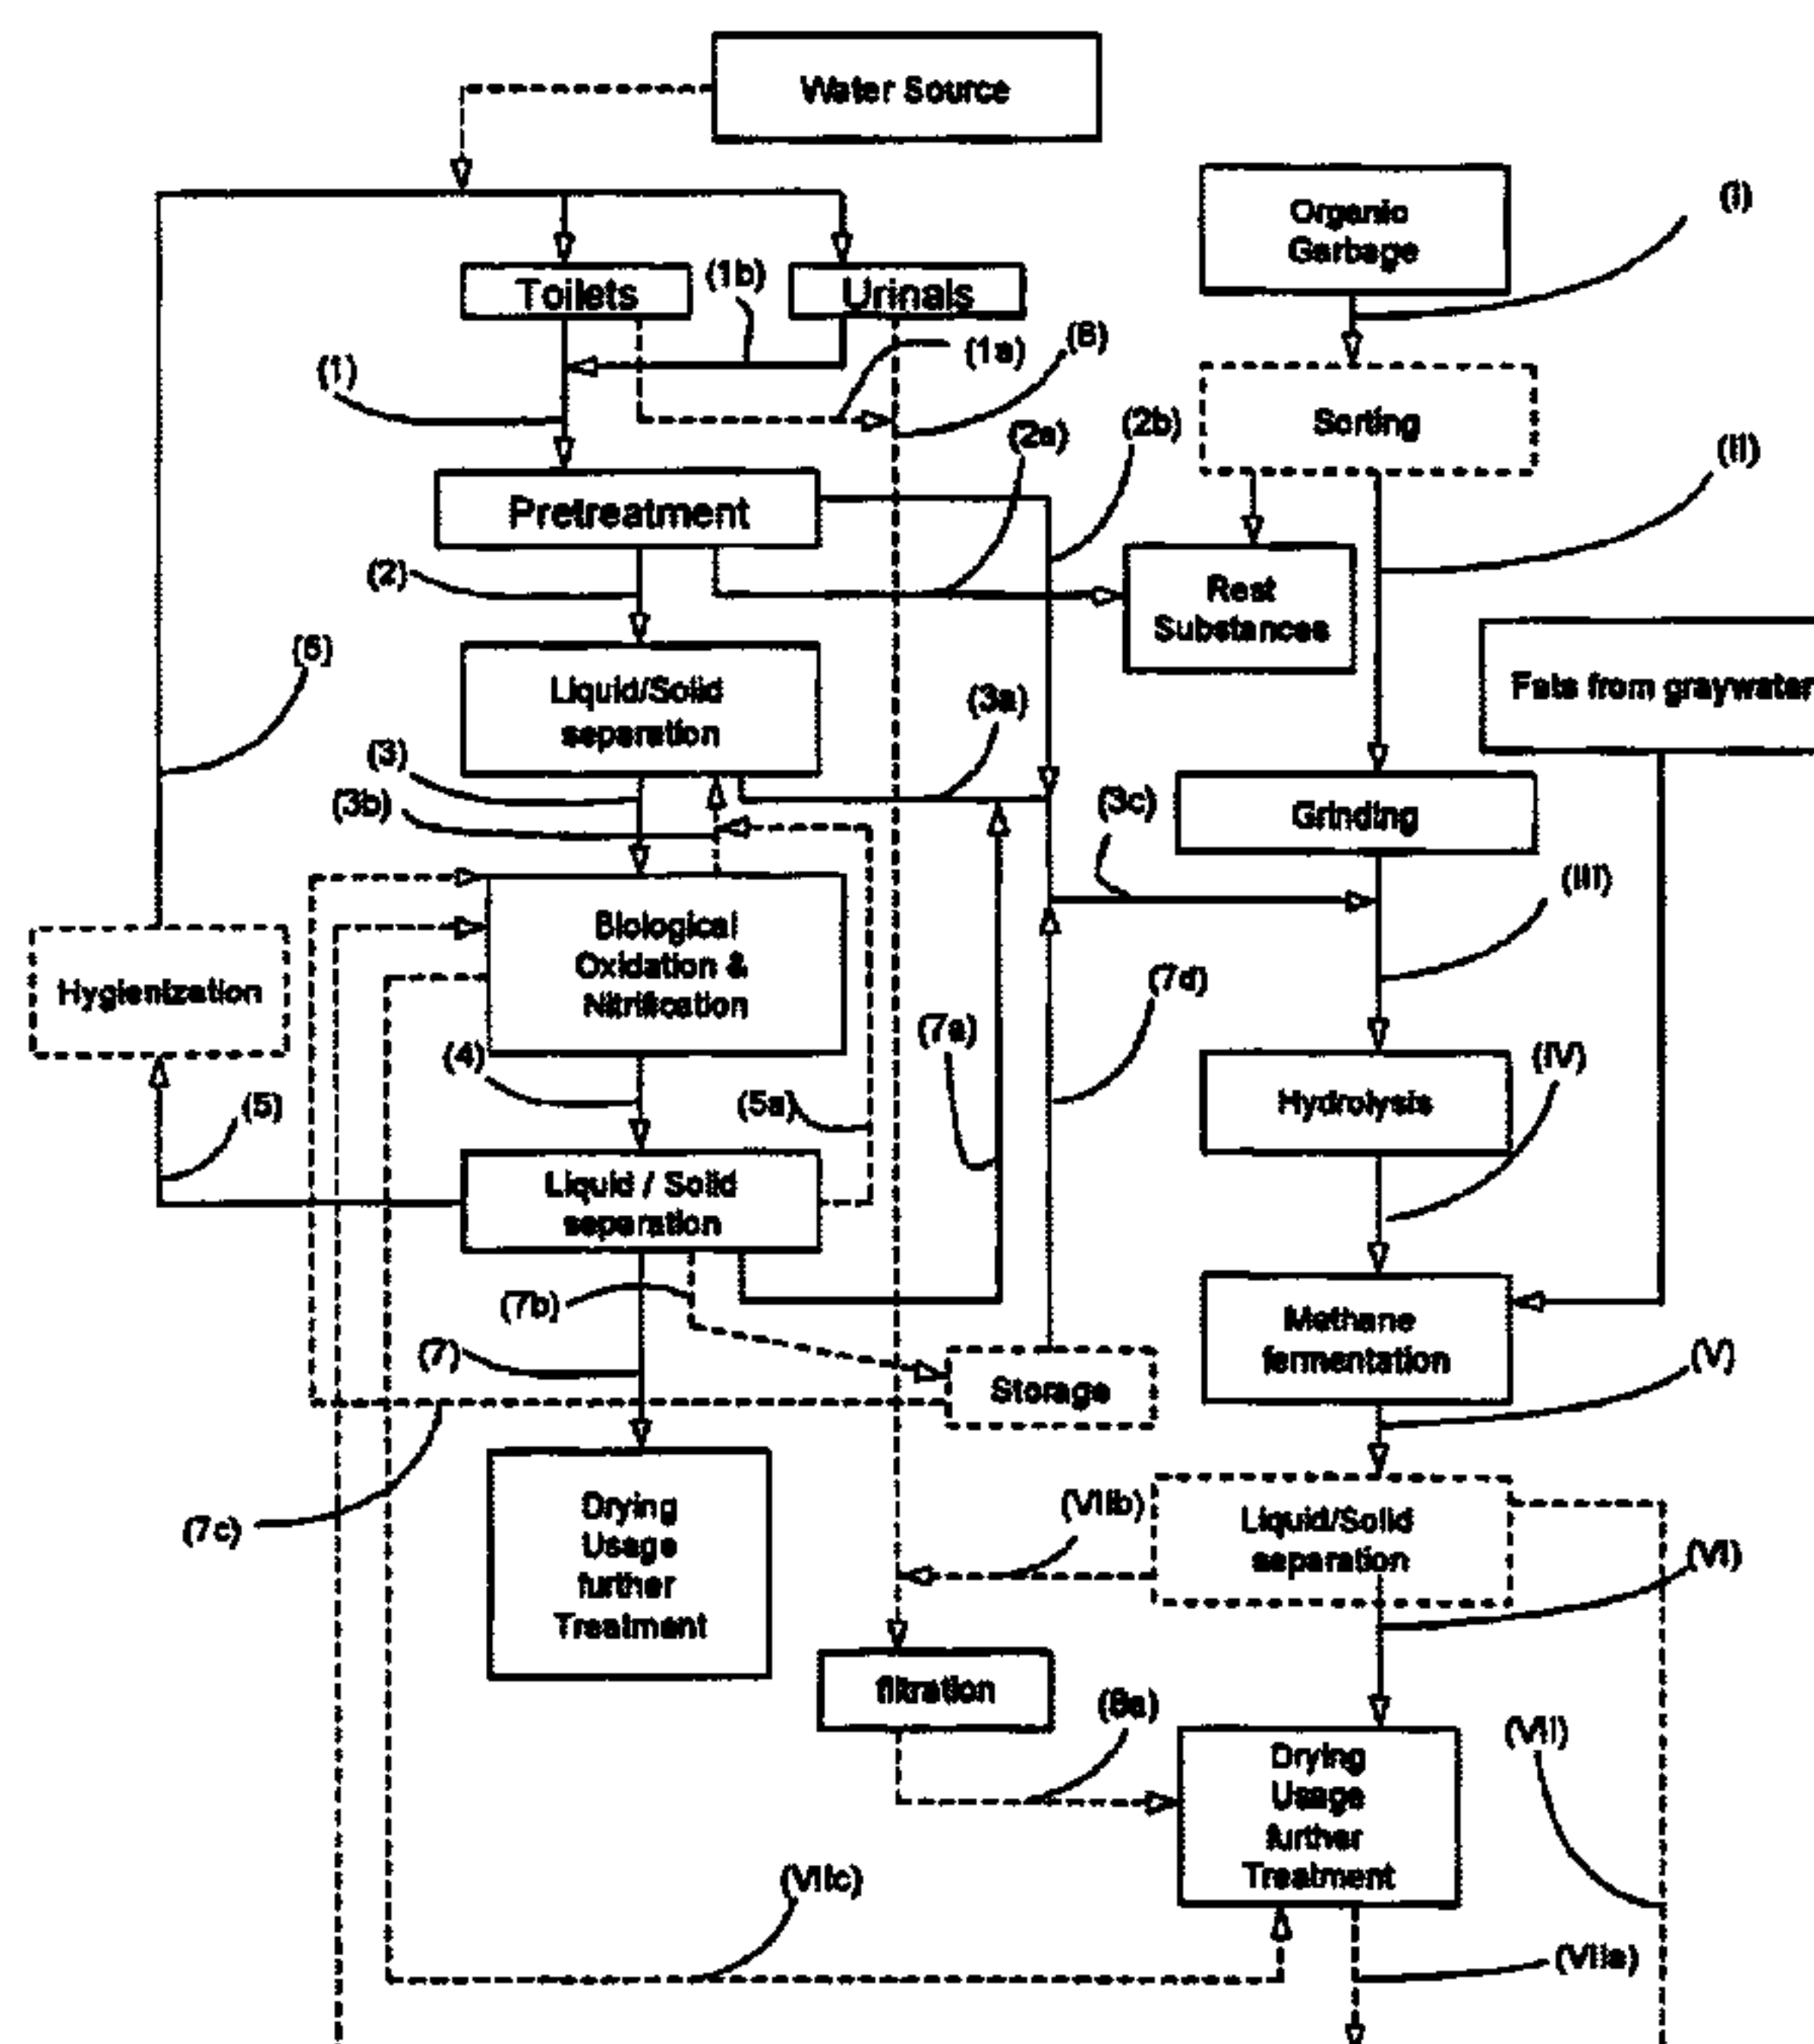 Water Source
Organic
Garbage
(I)
Toilets
(1b)
Urinals
(1a)
(8)
(1)
(2a)
(2b)
Sorting
(II)
Pretreatment
(2)
Rest
Substances
(6)
Liquid/Solid
separation
(3a)
Fats from graywater
(3)
(3b)
(3c)
Grinding
(III)
Biological
Oxidation &
Nitrification
Hygienization
(7d)
(7a)
(4)
(IV)
(5)
(5a)
Hydrolysis
Liquid / Solid
separation
(7b)
(7)
Methane
fermentation
(V)
Storage
(7c)
Drying
Usage
further
Treatment
(VIIb)
Liquid/Solid
separation
(VI)
filtration
(8a)
(VII)
Drying
Usage
further
Treatment
(VIIc)
(VIIa)